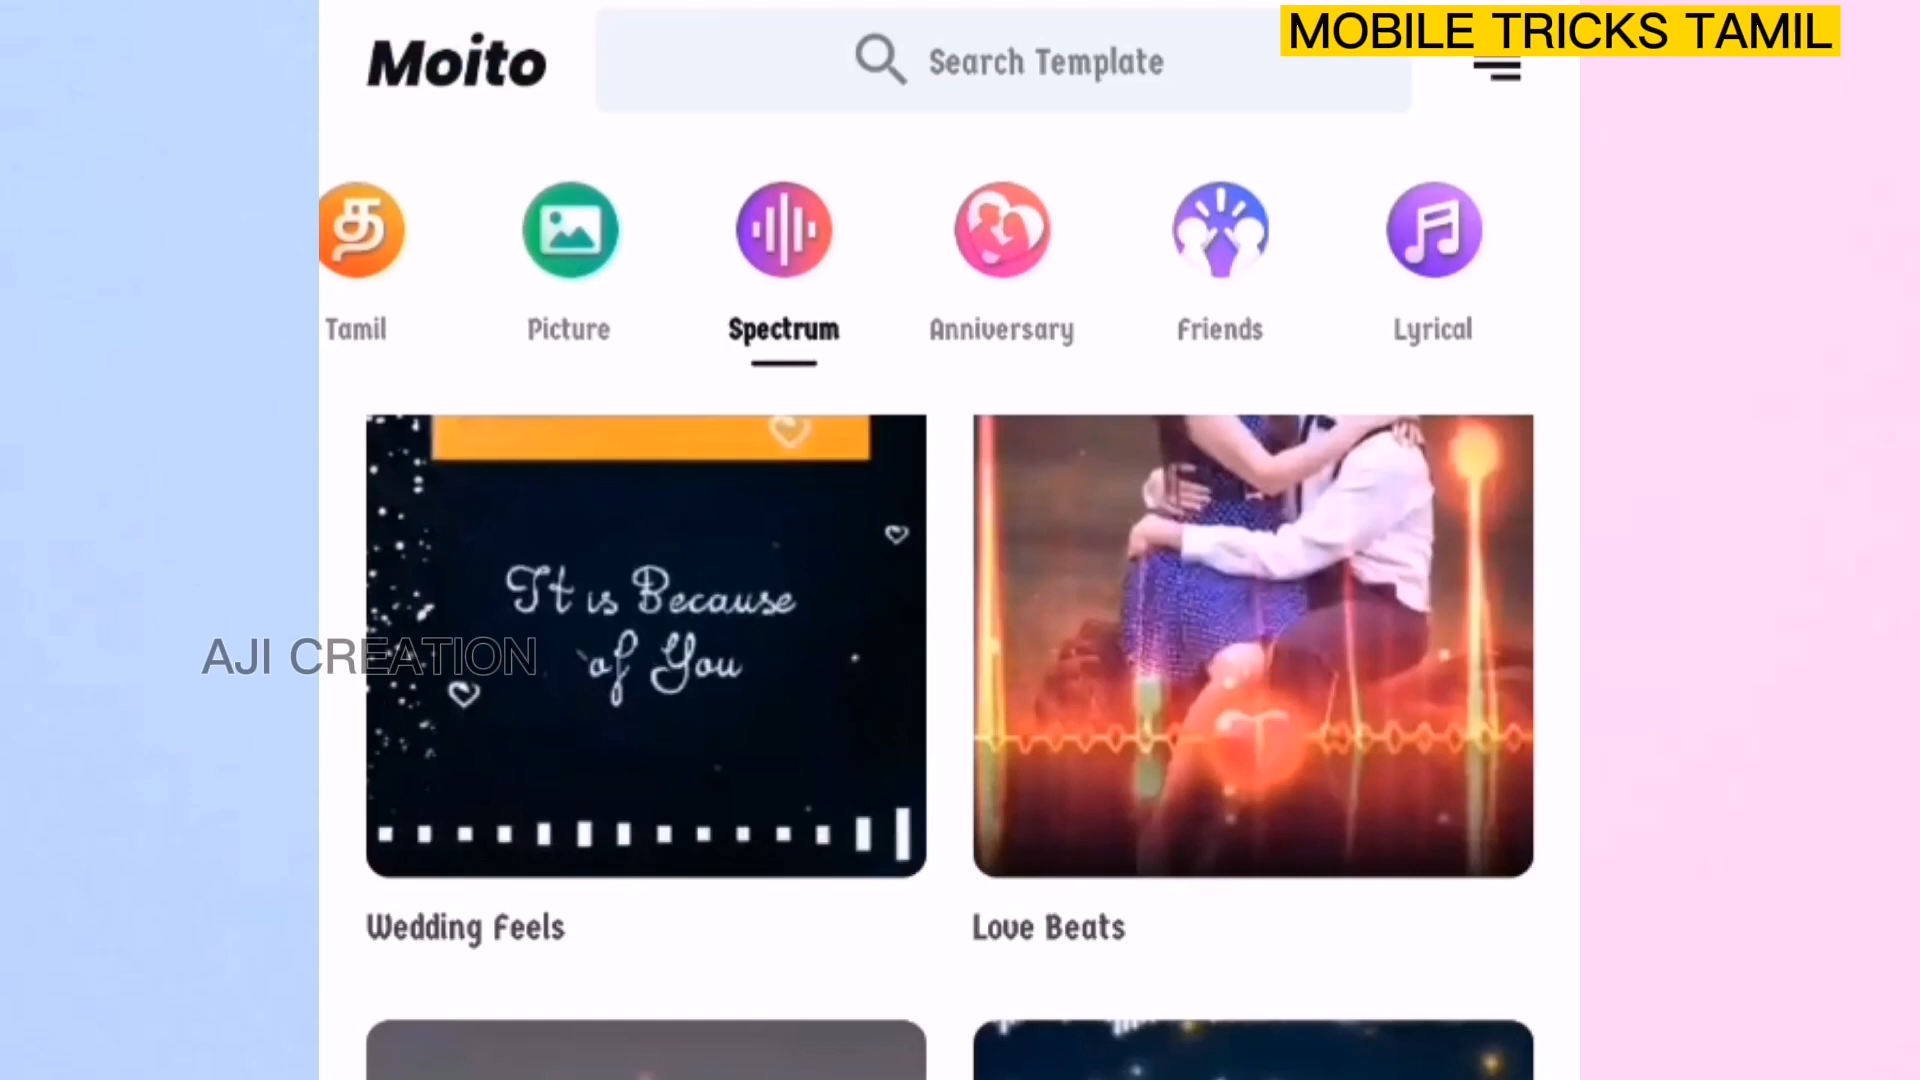 MOBILE TRICKS TAMIL
Moito
Search Template
த
Tamil
Picture
Spectrum
Anniversary
Friends
Lyrical
It is Because
of You
T
AJI CREATION
Wedding Feels
Love Beats